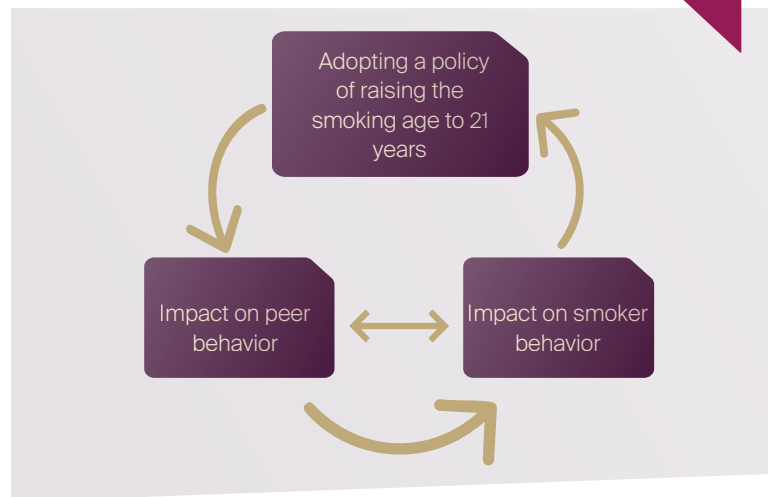 Adopting a policy
of raising the
smoking age to 21
years
Impact on peer
behavior
Impact on smoker
behavior